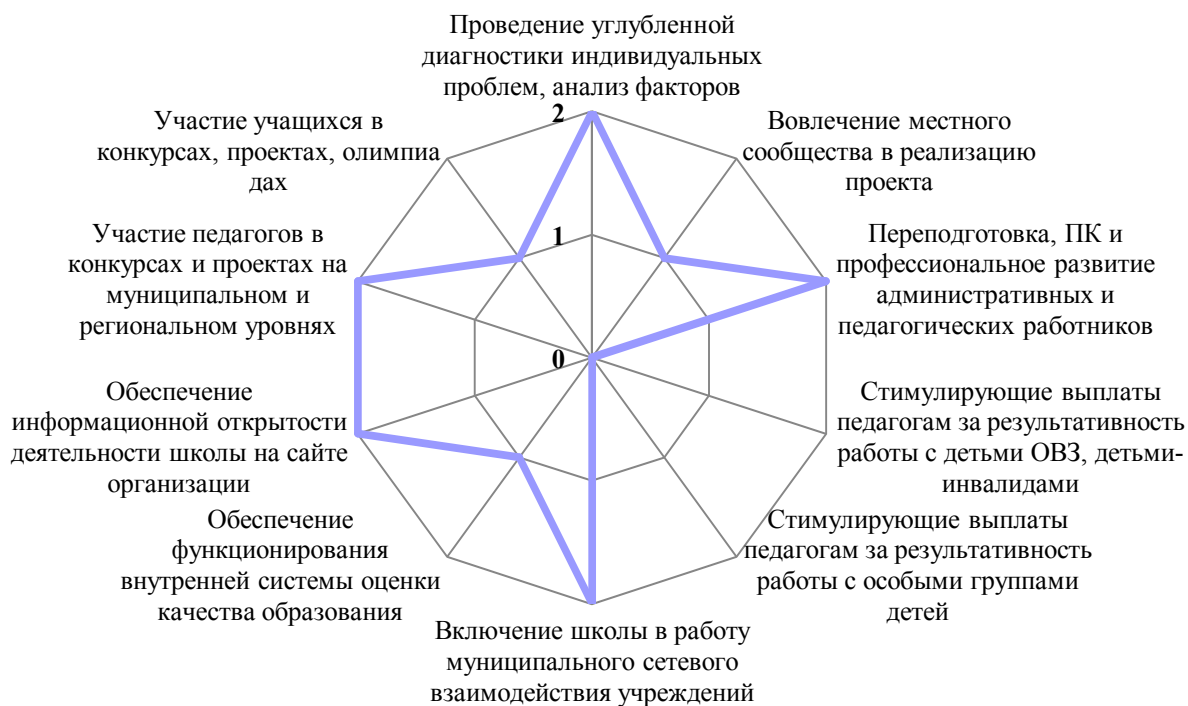 Проведение углубленной
диагностики индивидуальных
проблем, анализ факторов
2
1
0
Вовлечение местного
сообщества в реализацию
проекта
Переподготовка, ПК и
профессиональное развитие
административных и
педагогических работников
Стимулирующие выплаты
педагогам за результативность
работы с детьми ОВЗ, детьми-
инвалидами
Стимулирующие выплаты
педагогам за результативность
работы с особыми группами
детей
Включение школы в работу
муниципального сетевого
взаимодействия учреждений
Обеспечение
функционирования
внутренней системы оценки
качества образования
Обеспечение
информационной открытости
деятельности школы на сайте
организации
Участие педагогов в
конкурсах и проектах на
муниципальном и
региональном уровнях
Участие учащихся в
конкурсах, проектах, олимпиа
дах